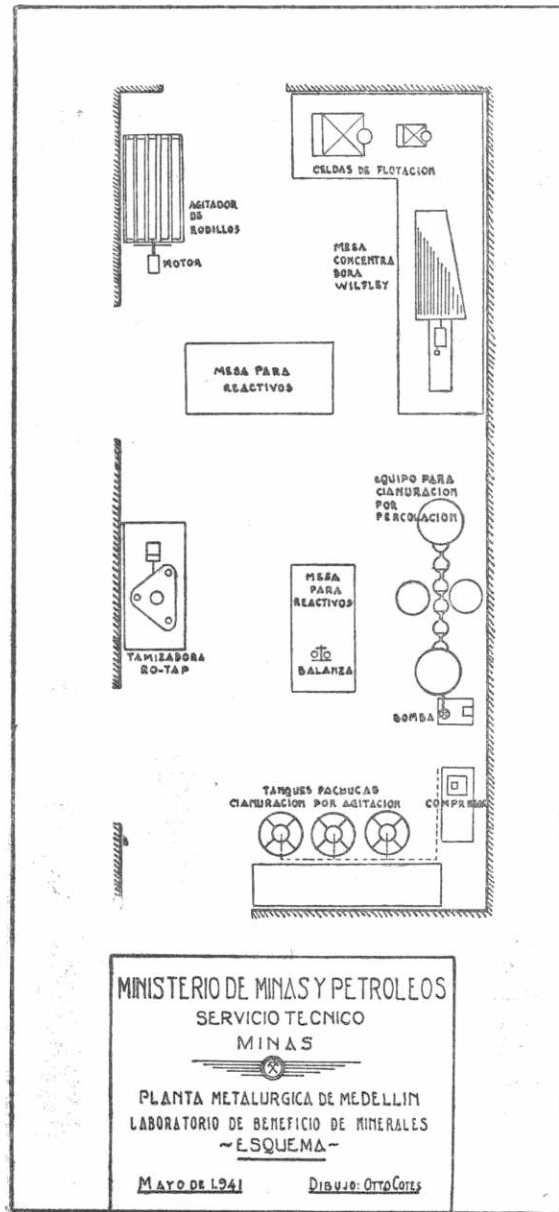 CELDAS DE FLOTACION
AGITADOR
DE
RODILLOS
MOTOR
MESA
CONCENTRA
DORA
WILFLEY
MESA PARA
REACTIVOS
EQUIPO PARA
CIANURACION
POR
PERCOLACION
MESA
PARA
REACTIVOS
BALANZA
TAMIZADORA
RO-TAP
BOMBA
TANQUES PACHUCAS
CIANURACION POR AGITACION
MINISTERIO DE MINAS Y PETROLEOS
SERVICIO TECNICO
MINAS
PLANTA METALURGICA DE MEDELLIN
LABORATORIO DE BENEFICIO DE MINERALES
~ESQUEMA~
MAYO DE 1941 DIBUJO: OTTO COTES